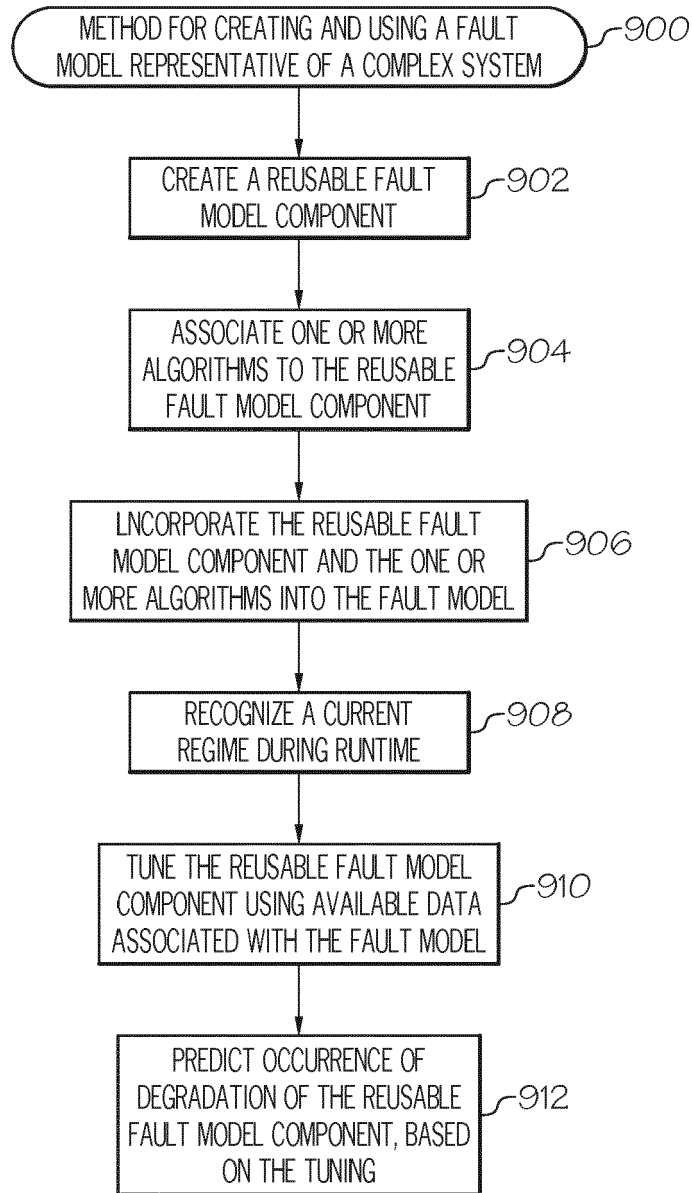 METHOD FOR CREATING AND USING A FAULT
MODEL REPRESENTATIVE OF A COMPLEX SYSTEM
900
CREATE A REUSABLE FAULT
MODEL COMPONENT
902
ASSOCIATE ONE OR MORE
ALGORITHMS TO THE REUSABLE
FAULT MODEL COMPONENT
904
LNCORPORATE THE REUSABLE FAULT
MODEL COMPONENT AND THE ONE OR
MORE ALGORITHMS INTO THE FAULT MODEL
906
RECOGNIZE A CURRENT
REGIME DURING RUNTIME
908
TUNE THE REUSABLE FAULT MODEL
COMPONENT USING AVAILABLE DATA
ASSOCIATED WITH THE FAULT MODEL
910
PREDICT OCCURRENCE OF
DEGRADATION OF THE REUSABLE
FAULT MODEL COMPONENT, BASED
ON THE TUNING
912